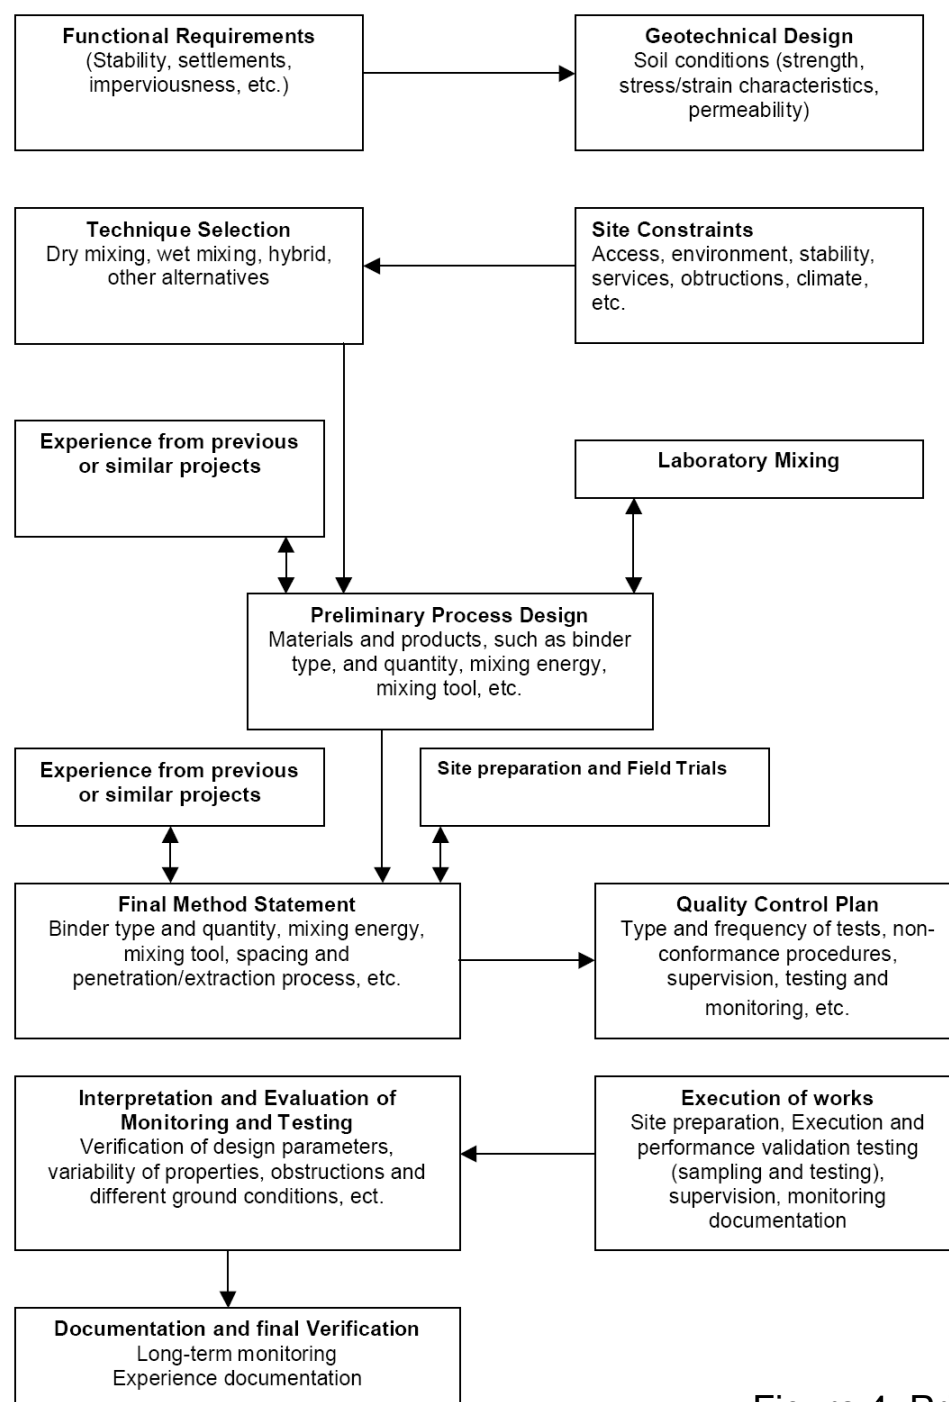 Functional Requirements
(Stability, settlements,
imperviousness, etc.)
Geotechnical Design
Soil conditions (strength,
stress/strain characteristics,
permeability)
Technique Selection
Dry mixing, wet mixing, hybrid,
other alternatives
Site Constraints
Access, environment, stability,
services, obtructions, climate,
etc.
Experience from previous
or similar projects
Laboratory Mixing
Preliminary Process Design
Materials and products, such as binder
type, and quantity, mixing energy,
mixing tool, etc.
Experience from previous
or similar projects
Site preparation and Field Trials
Final Method Statement
Binder type and quantity, mixing energy,
mixing tool, spacing and
penetration/extraction process, etc.
Quality Control Plan
Type and frequency of tests, non-
conformance procedures,
supervision, testing and
monitoring, etc.
Interpretation and Evaluation of
Monitoring and Testing
Verification of design parameters,
variability of properties, obstructions and
different ground conditions, ect.
Execution of works
Site preparation, Execution and
performance validation testing
(sampling and testing),
supervision, monitoring
documentation
Documentation and final Verification
Long-term monitoring
Experience documentation